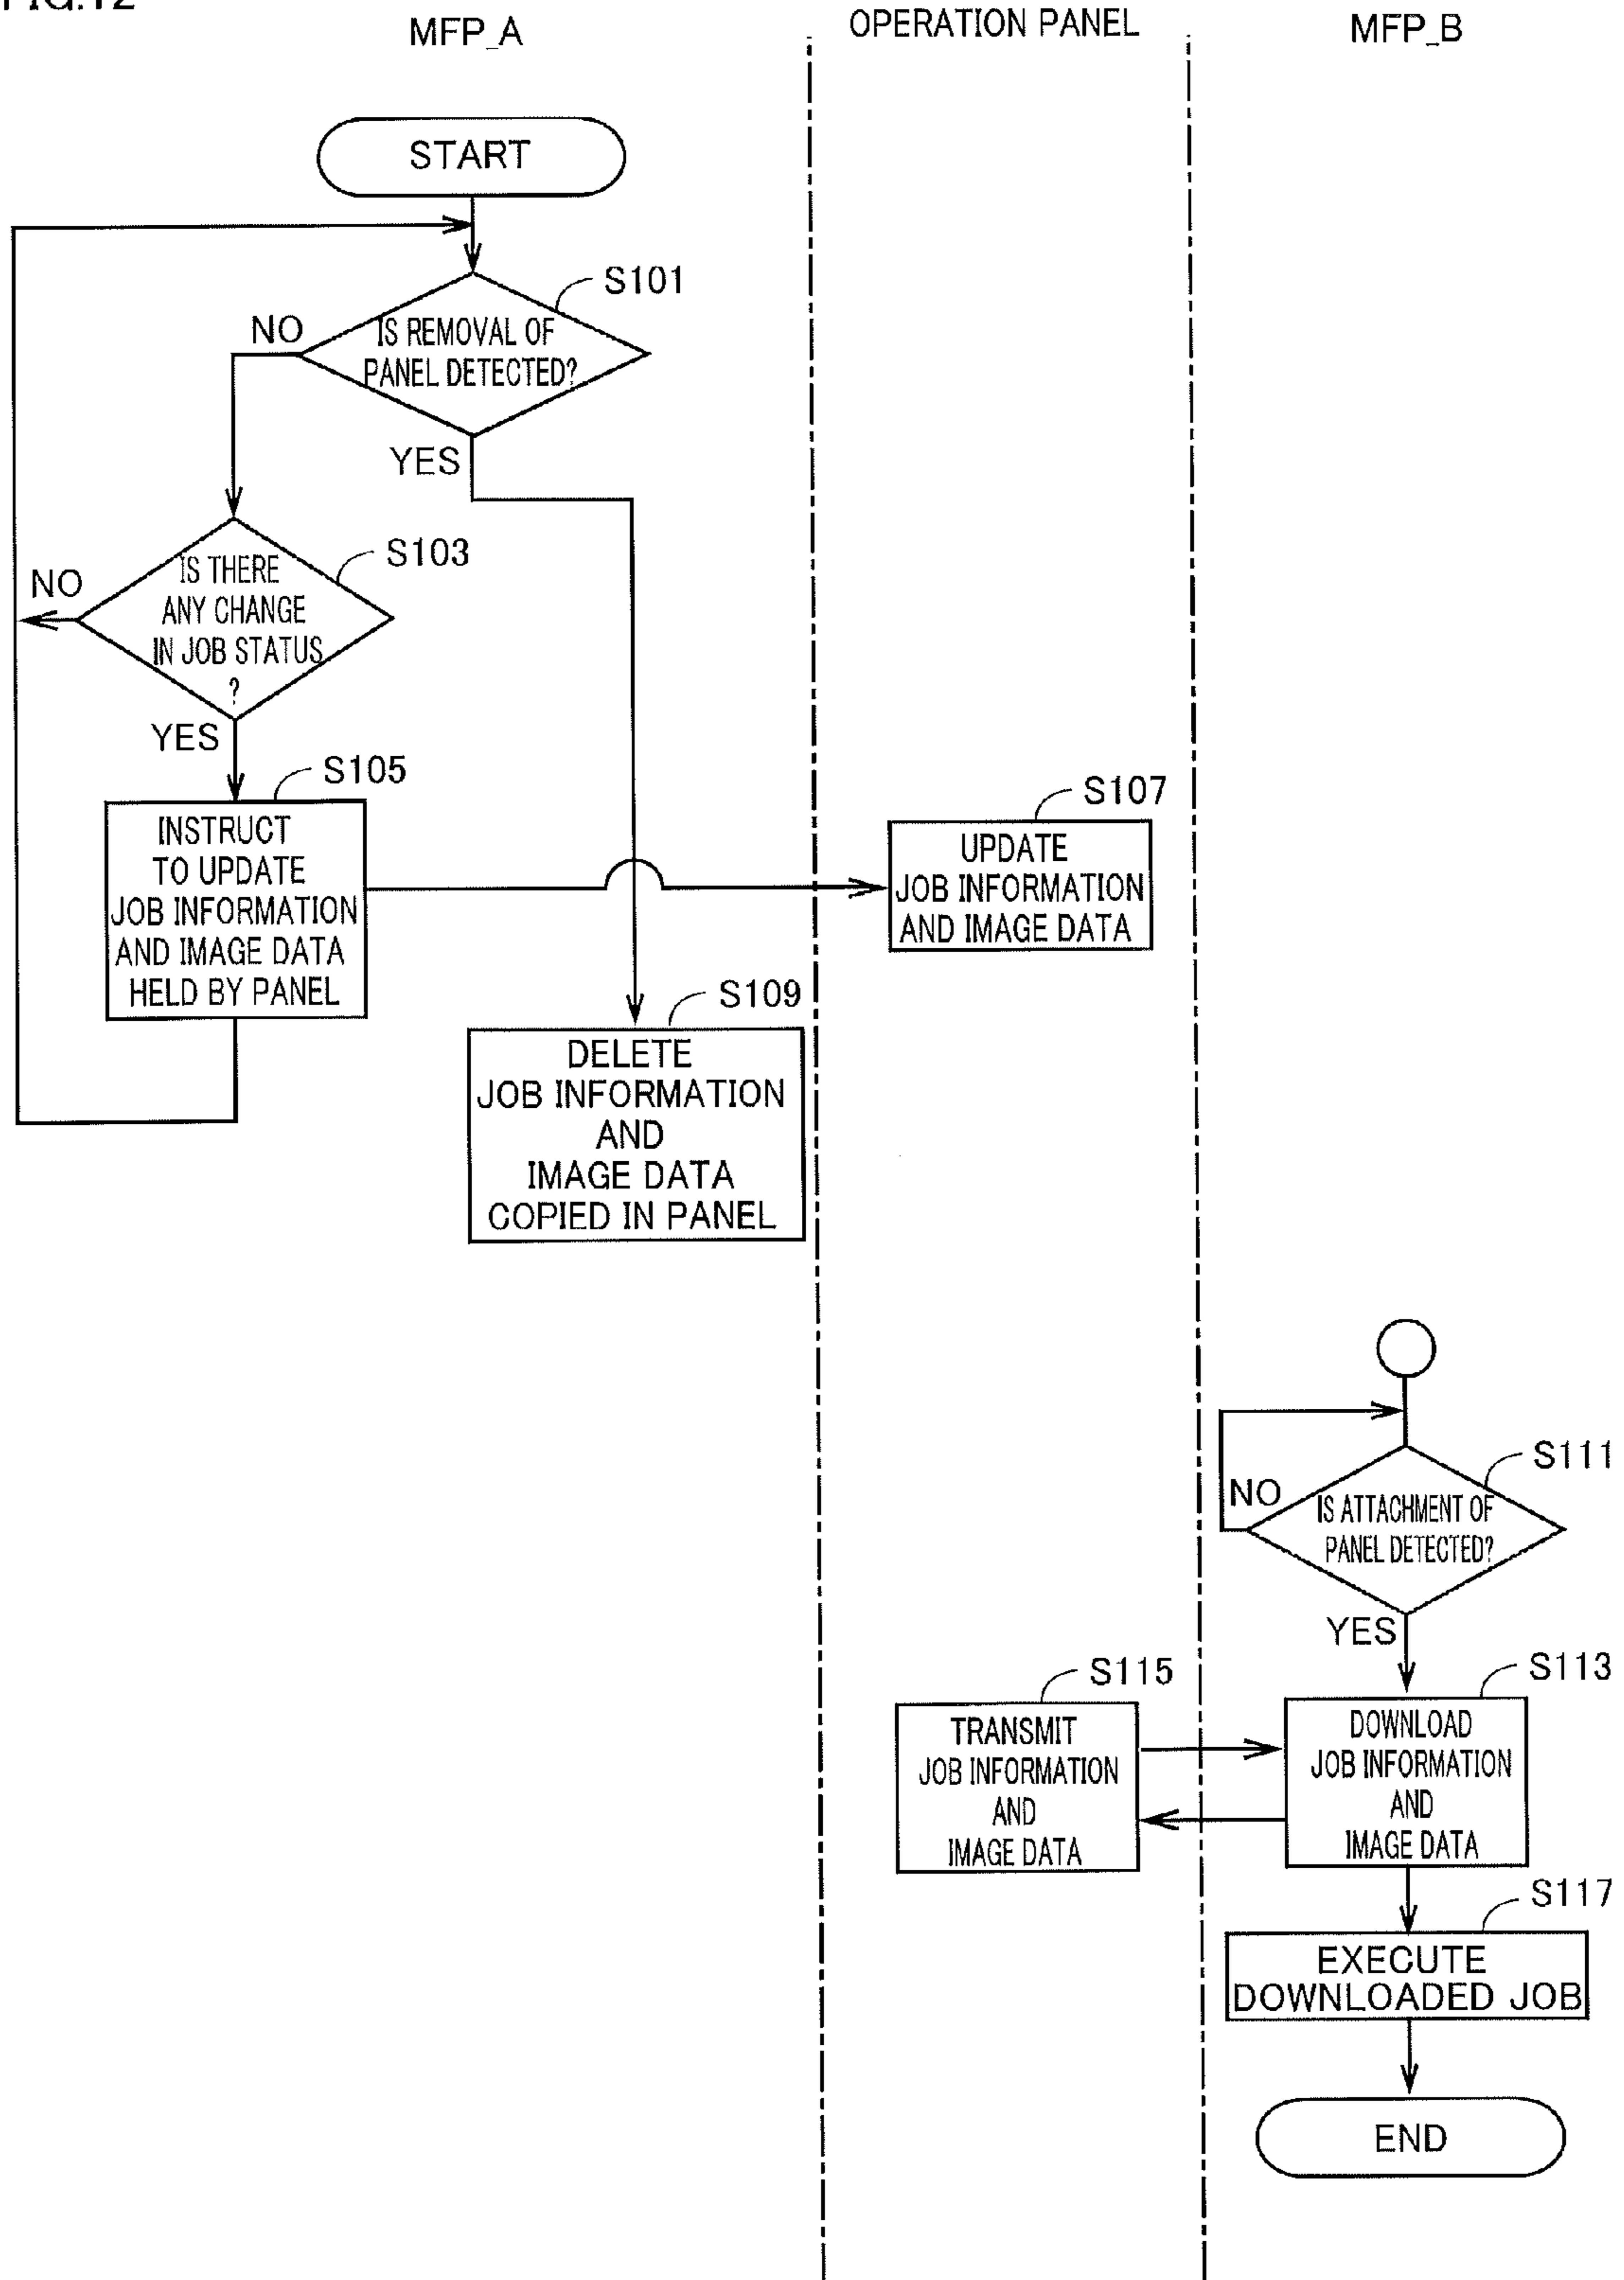 FIG.12
MFP_A
OPERATION PANEL
MFP_B
START
S101
NO
IS REMOVAL OF
PANEL DETECTED?
YES
S103
NO
IS THERE
ANY CHANGE
IN JOB STATUS
?
YES
S105
INSTRUCT
TO UPDATE
JOB INFORMATION
AND IMAGE DATA
HELD BY PANEL
S107
UPDATE
JOB INFORMATION
AND IMAGE DATA
S109
DELETE
JOB INFORMATION
AND
IMAGE DATA
COPIED IN PANEL
S111
NO
IS ATTACHMENT OF
PANEL DETECTED?
YES
S115
TRANSMIT
JOB INFORMATION
AND
IMAGE DATA
S113
DOWNLOAD
JOB INFORMATION
AND
IMAGE DATA
S117
EXECUTE
DOWNLOADED JOB
END